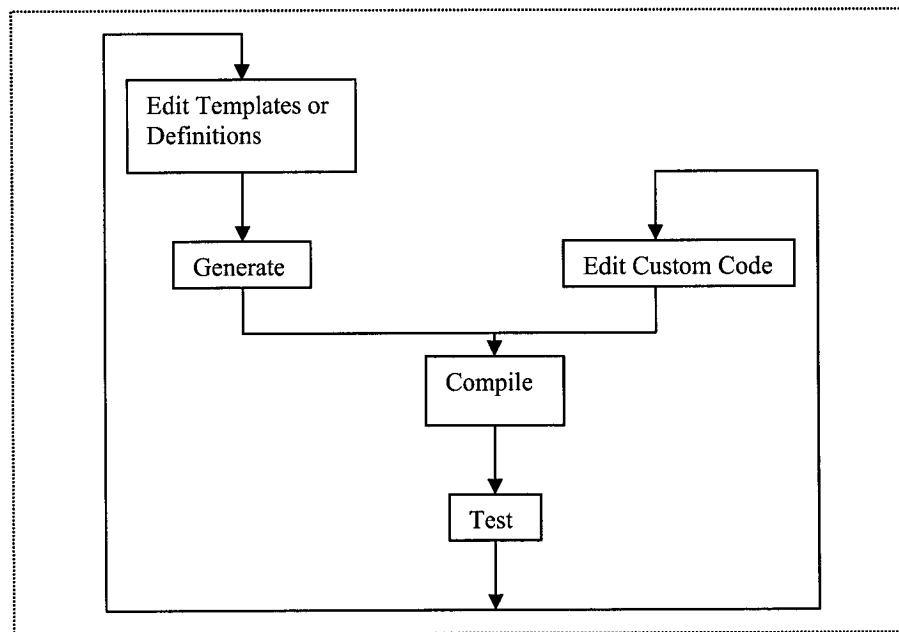 Edit Templates or
Definitions
Generate
Edit Custom Code
Compile
Test